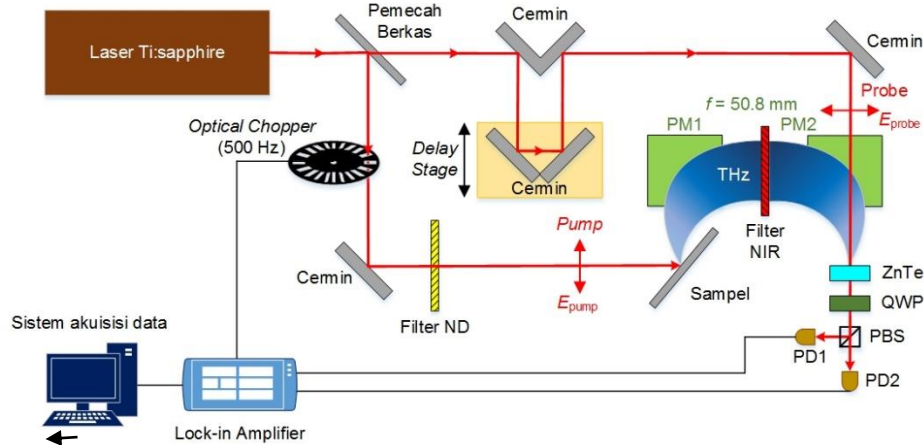 Laser Ti:sapphire
Pemecah
Berkas
Cermin
Cermin
Optical Chopper
(500 Hz)
Delay
Stage
Cermin
f = 50.8 mm
Probe
E probe
PM1
PM2
THz
Filter
NIR
Cermin
Filter ND
Pump
E pump
Sampel
ZnTe
QWP
PBS
PD1
PD2
Sistem akuisisi data
Lock-in Amplifier